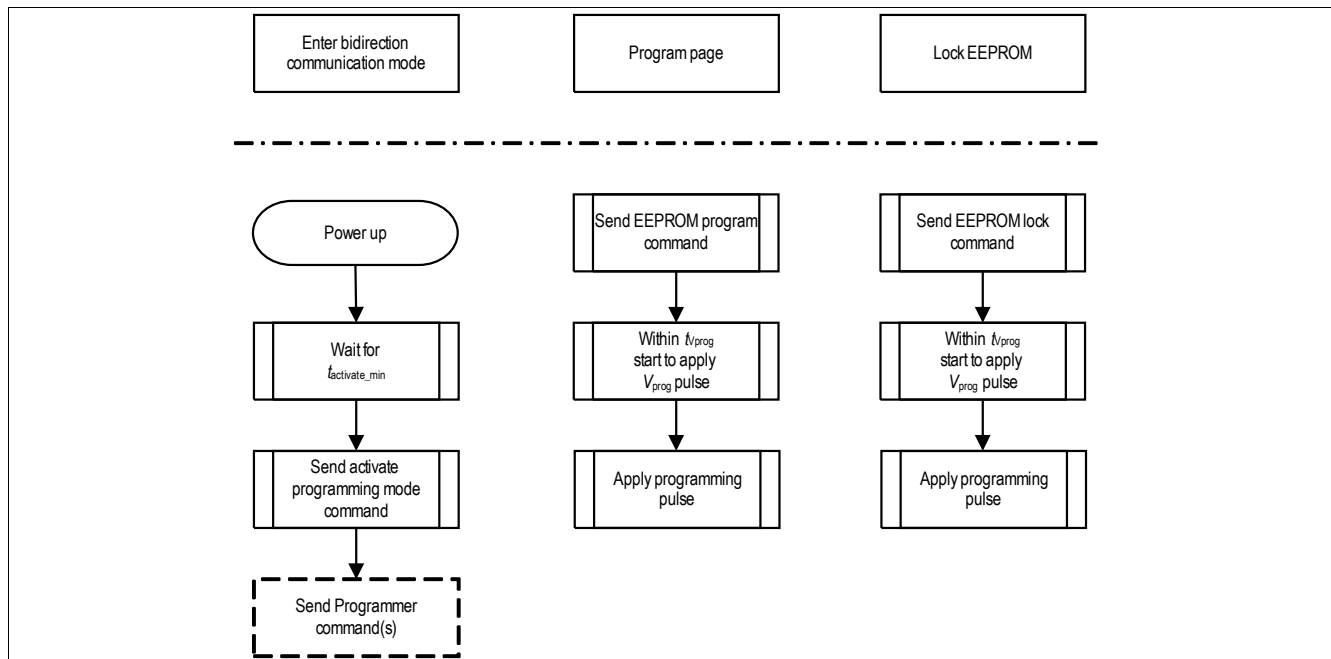 Enter bidirection
communication mode
Program page
Lock EEPROM
Power up
Wait for
tactivate_min
Send activate
programming mode
command
Send Programmer
command(s)
Send EEPROM program
command
Within tVprog
start to apply
Vprog pulse
Apply programming
pulse
Send EEPROM lock
command
Within tVprog
start to apply
Vprog pulse
Apply programming
pulse